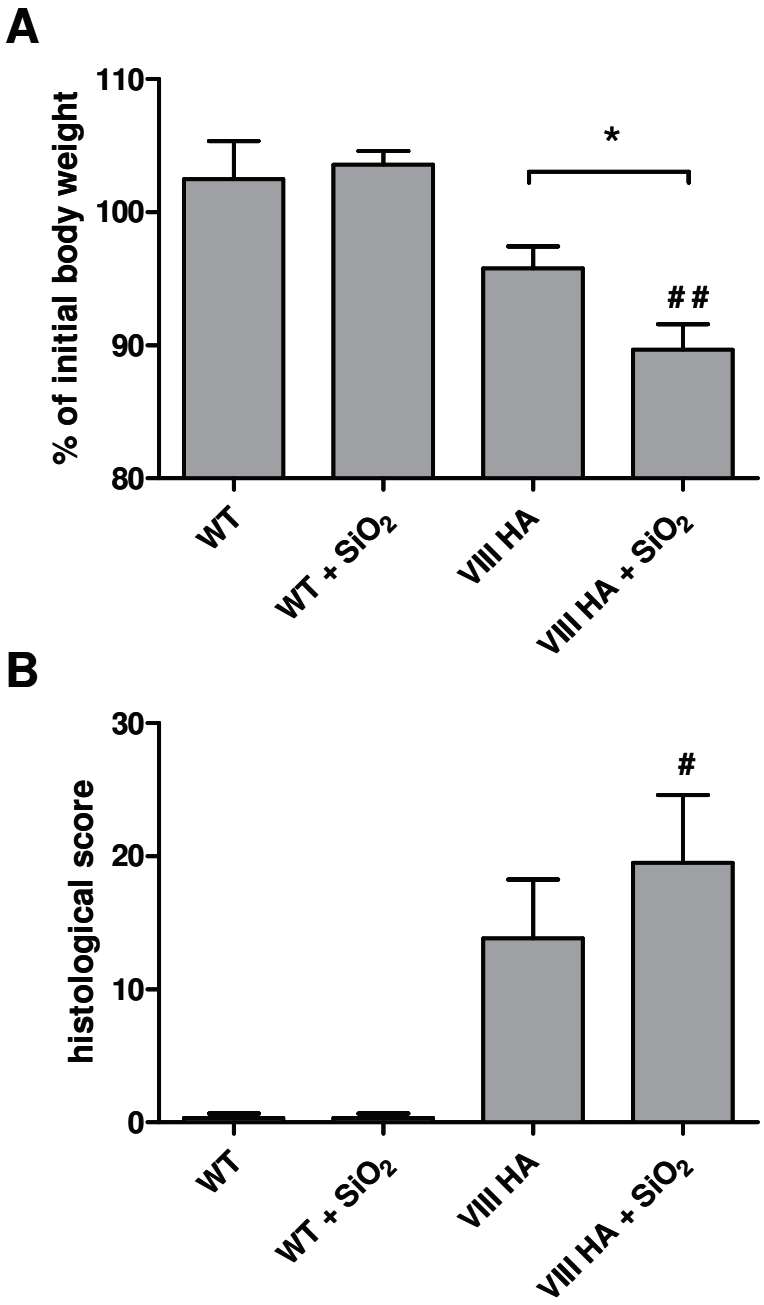 A
% of initial body weight
110
100
90
80
*
##
WT
WT + SiO₂
VIII HA
VIII HA + SiO₂
B
histological score
30
20
10
0
#
WT
WT + SiO₂
VIII HA
VIII HA + SiO₂